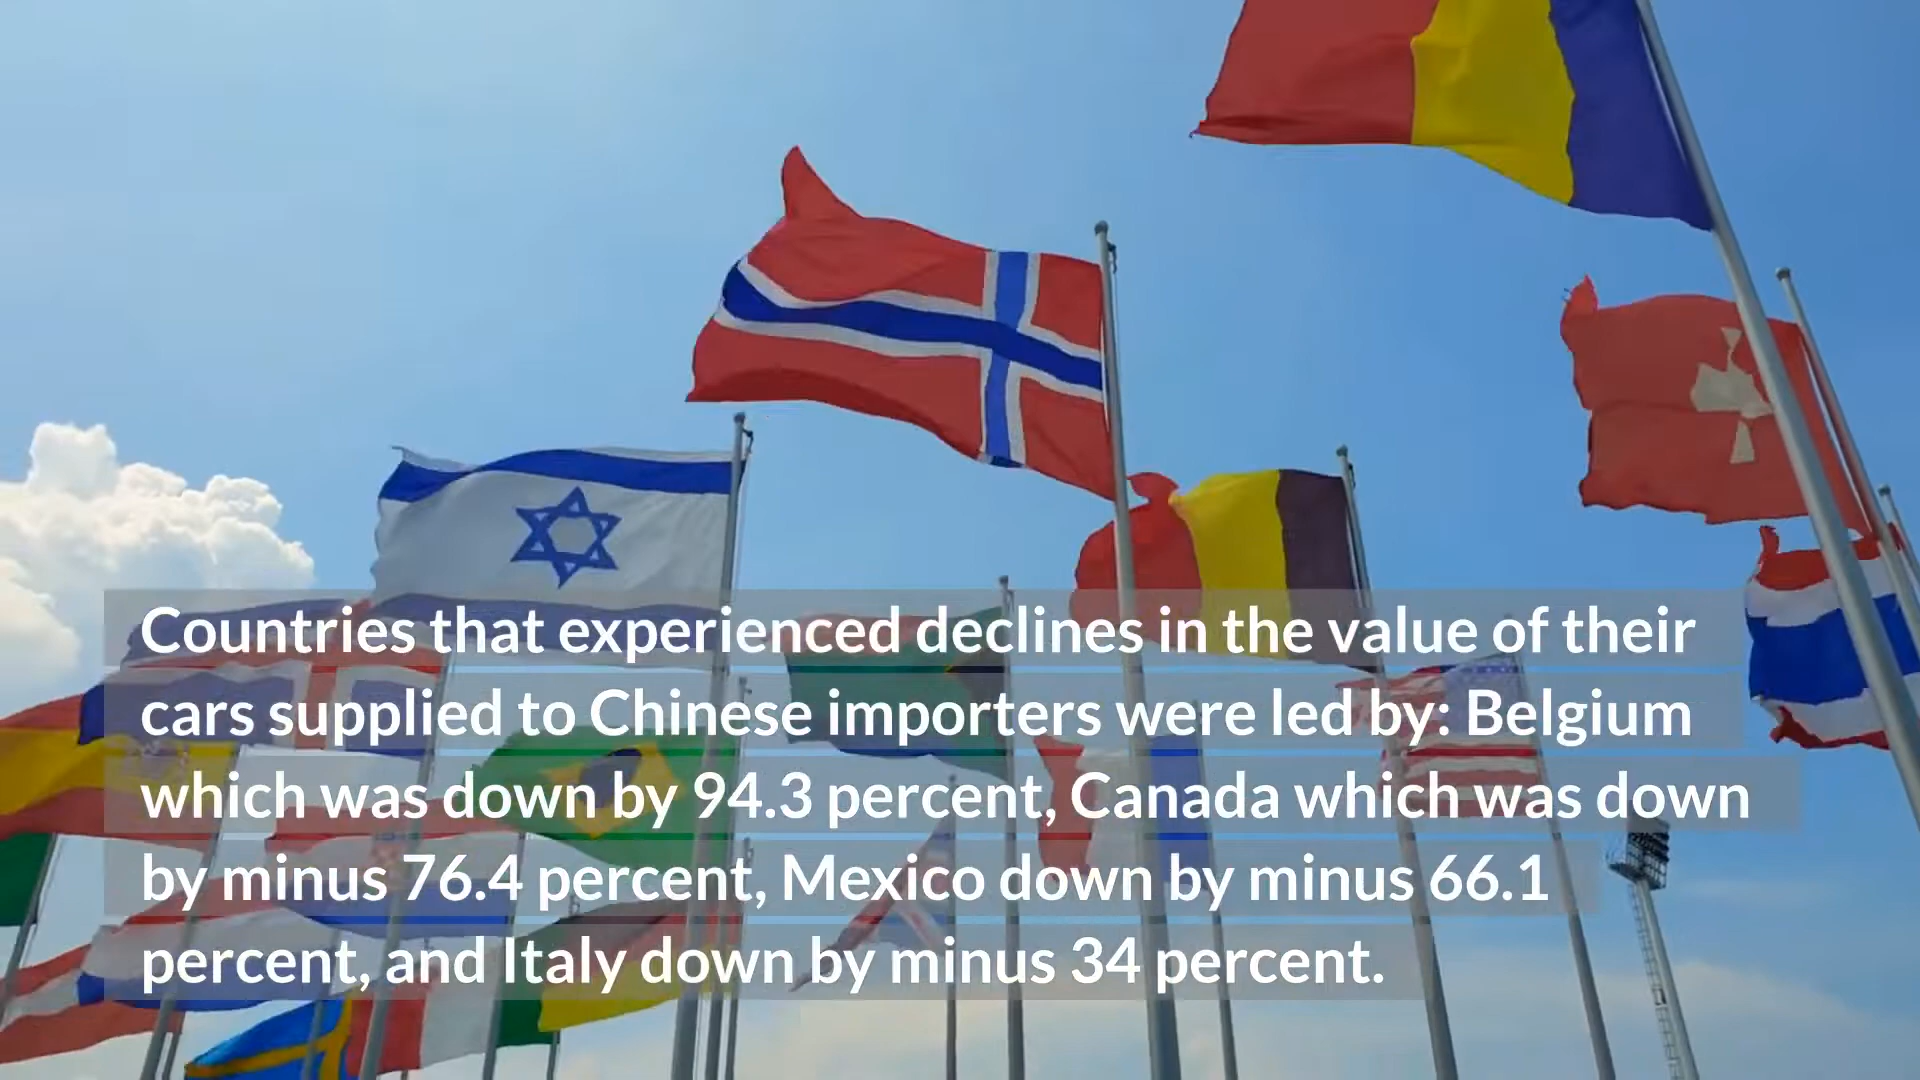 Countries that experienced declines in the value of their
cars supplied to Chinese importers were led by: Belgium
which was down by 94.3 percent, Canada which was down
by minus 76.4 percent, Mexico down by minus 66.1
percent, and Italy down by minus 34 percent.